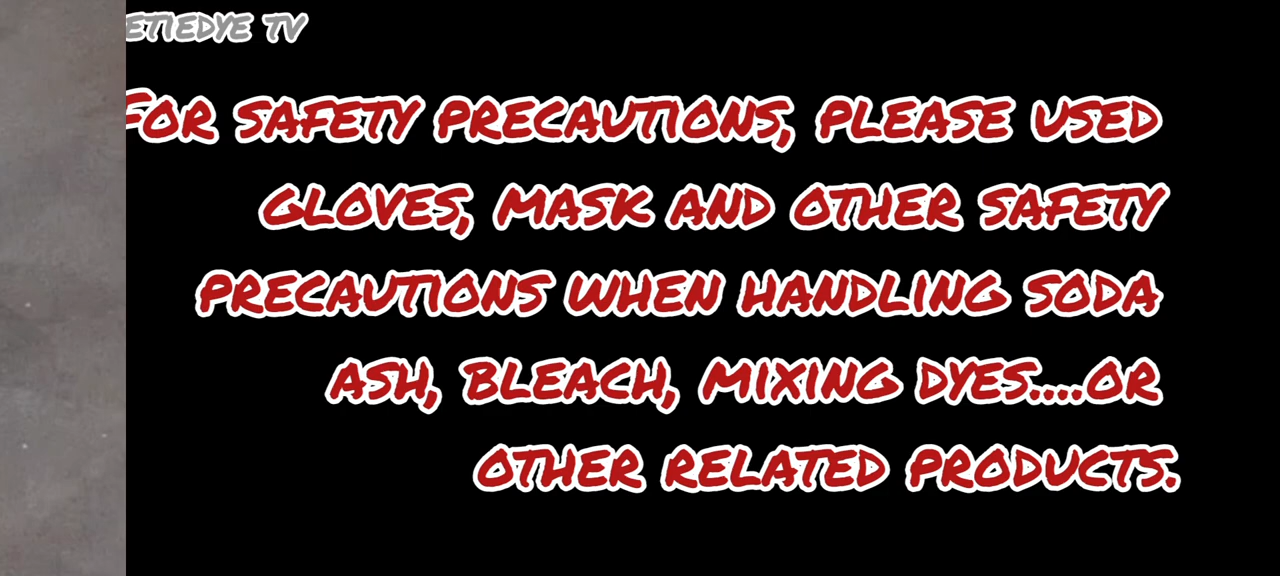 ETIEDYE TV
FOR SAFETY PRECAUTIONS, PLEASE USED
GLOVES, MASK AND OTHER SAFETY
PRECAUTIONS WHEN HANDLING SODA
ASH, BLEACH, MIXING DYES....OR
OTHER RELATED PRODUCTS.